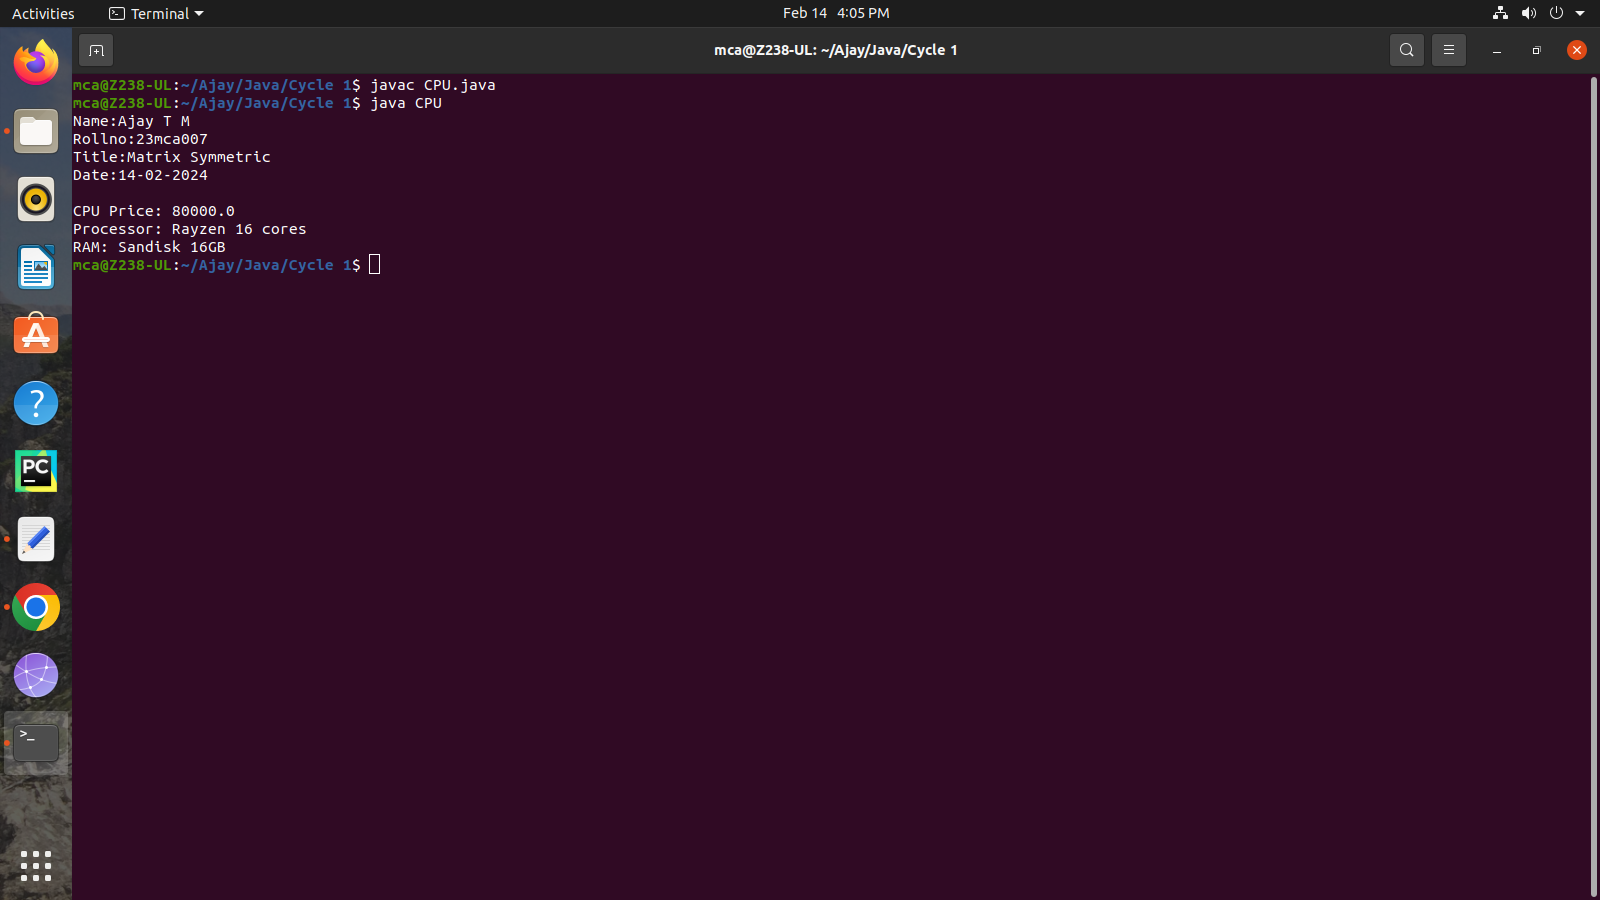 Activities
Terminal
Feb 14 4:05 PM
mca@Z238-UL: ~/Ajay/Java/Cycle 1
mca@Z238-UL:~/Ajay/Java/Cycle 1$ javac CPU.java
mca@Z238-UL:~/Ajay/Java/Cycle 1$ java CPU
Name:Ajay T M
Rollno:23mca007
Title:Matrix Symmetric
Date:14-02-2024
CPU Price: 80000.0
Processor: Rayzen 16 cores
RAM: Sandisk 16GB
mca@Z238-UL:~/Ajay/Java/Cycle 1$
PC